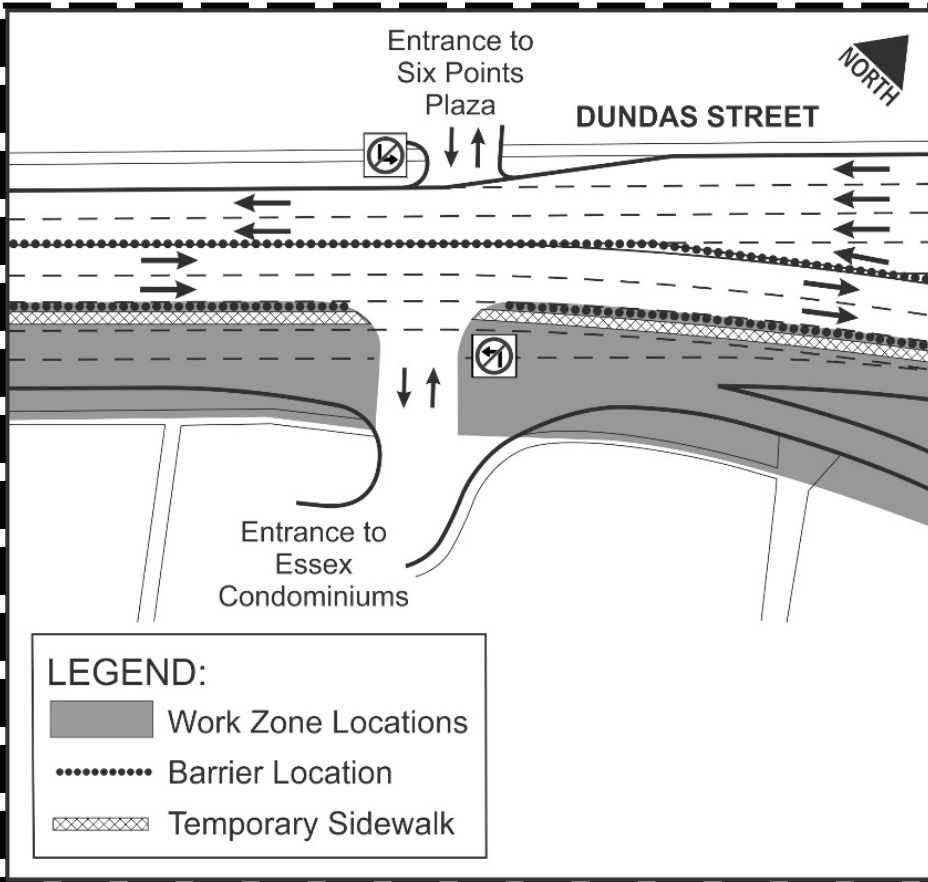 Entrance to
Six Points
Plaza
NORTH
DUNDAS STREET
Entrance to
Essex
Condominiums
LEGEND:
Work Zone Locations
Barrier Location
Temporary Sidewalk